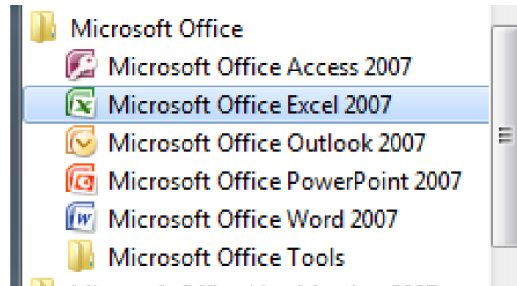 Microsoft Office
Microsoft Office Access 2007
Microsoft Office Excel 2007
Microsoft Office Outlook 2007
Microsoft Office PowerPoint 2007
Microsoft Office Word 2007
Microsoft Office Tools